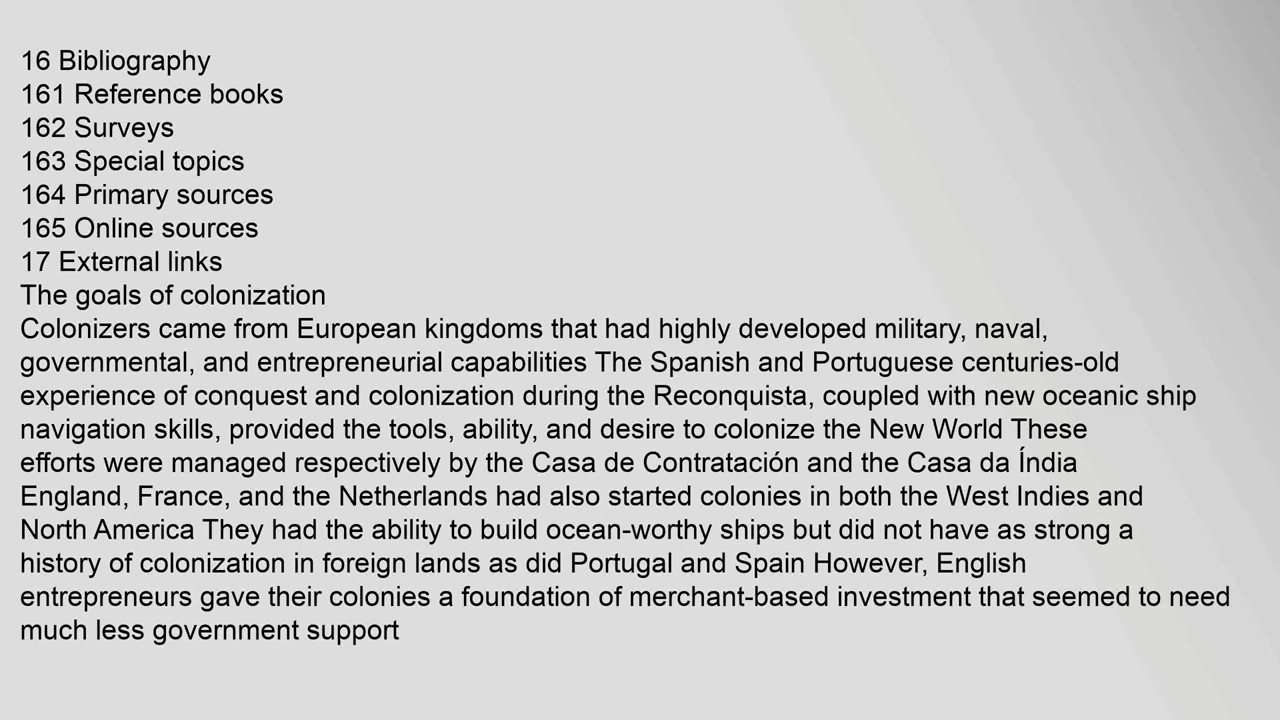 16 Bibliography
161 Reference books
162 Surveys
163 Special topics
164 Primary sources
165 Online sources
17 External links
The goals of colonization
Colonizers came from European kingdoms that had highly developed military, naval,
governmental, and entrepreneurial capabilities The Spanish and Portuguese centuries-old
experience of conquest and colonization during the Reconquista, coupled with new oceanic ship
navigation skills, provided the tools, ability, and desire to colonize the New World These
efforts were managed respectively by the Casa de Contratación and the Casa da Índia
England, France, and the Netherlands had also started colonies in both the West Indies and
North America They had the ability to build ocean-worthy ships but did not have as strong a
history of colonization in foreign lands as did Portugal and Spain However, English
entrepreneurs gave their colonies a foundation of merchant-based investment that seemed to need
much less government support